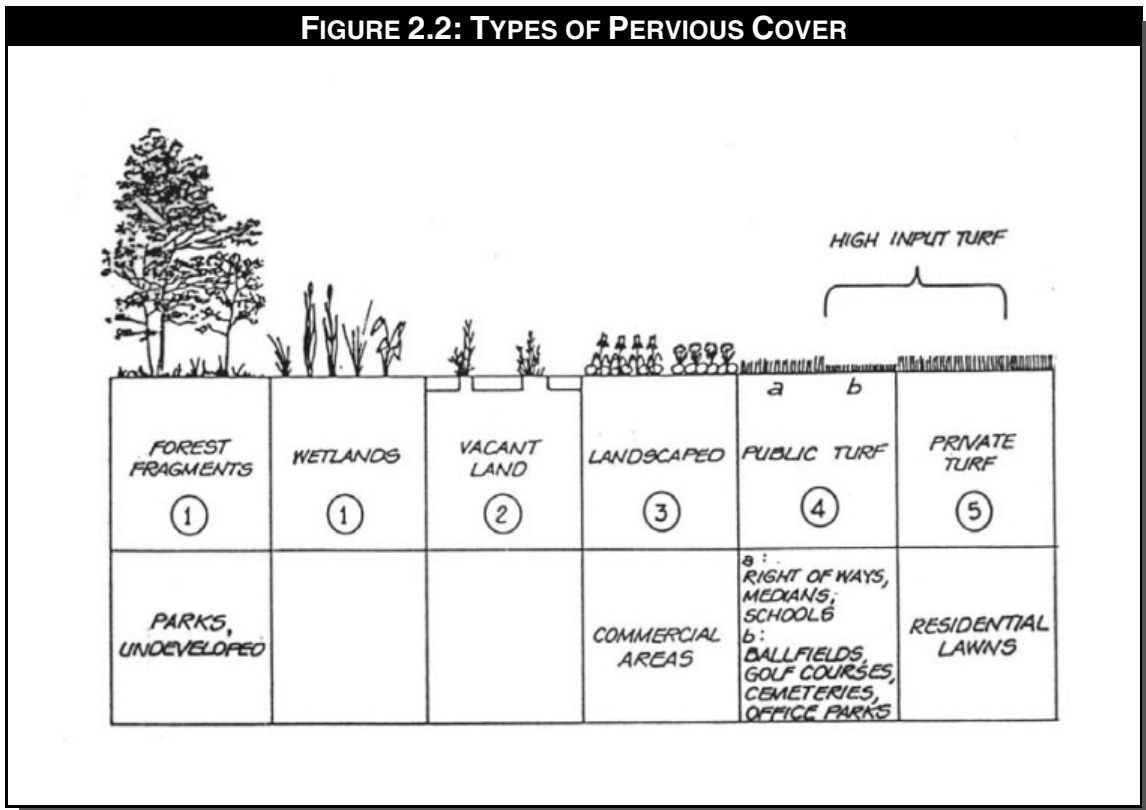 FIGURE 2.2: TYPES OF PERVIOUS COVER
HIGH INPUT TURF
a b
FOREST
FRAGMENTS
1
WETLANDS
1
VACANT
LAND
2
LANDSCAPED
3
PUBLIC TURF
4
PRIVATE
TURF
5
PARKS,
UNDEVELOPED
COMMERCIAL
AREAS
a:
RIGHT OF WAYS,
MEDIANS,
SCHOOLS
b:
BALLFIELDS,
GOLF COURSES,
CEMETERIES,
OFFICE PARKS
RESIDENTIAL
LAWNS